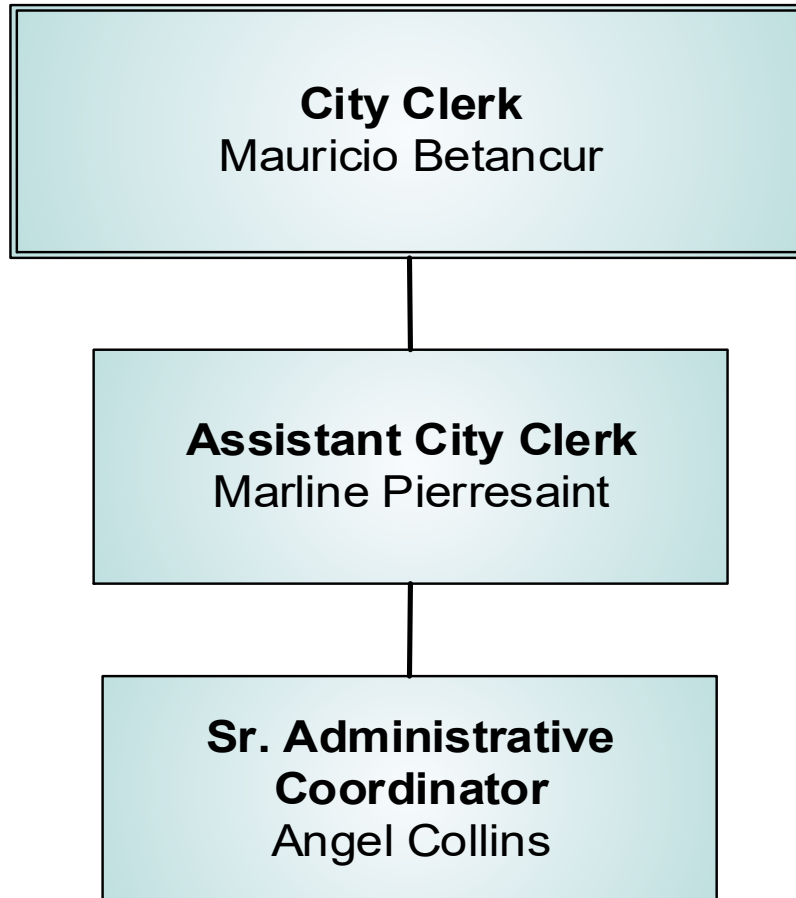 City Clerk
Mauricio Betancur
Assistant City Clerk
Marline Pierresaint
Sr. Administrative
Coordinator
Angel Collins